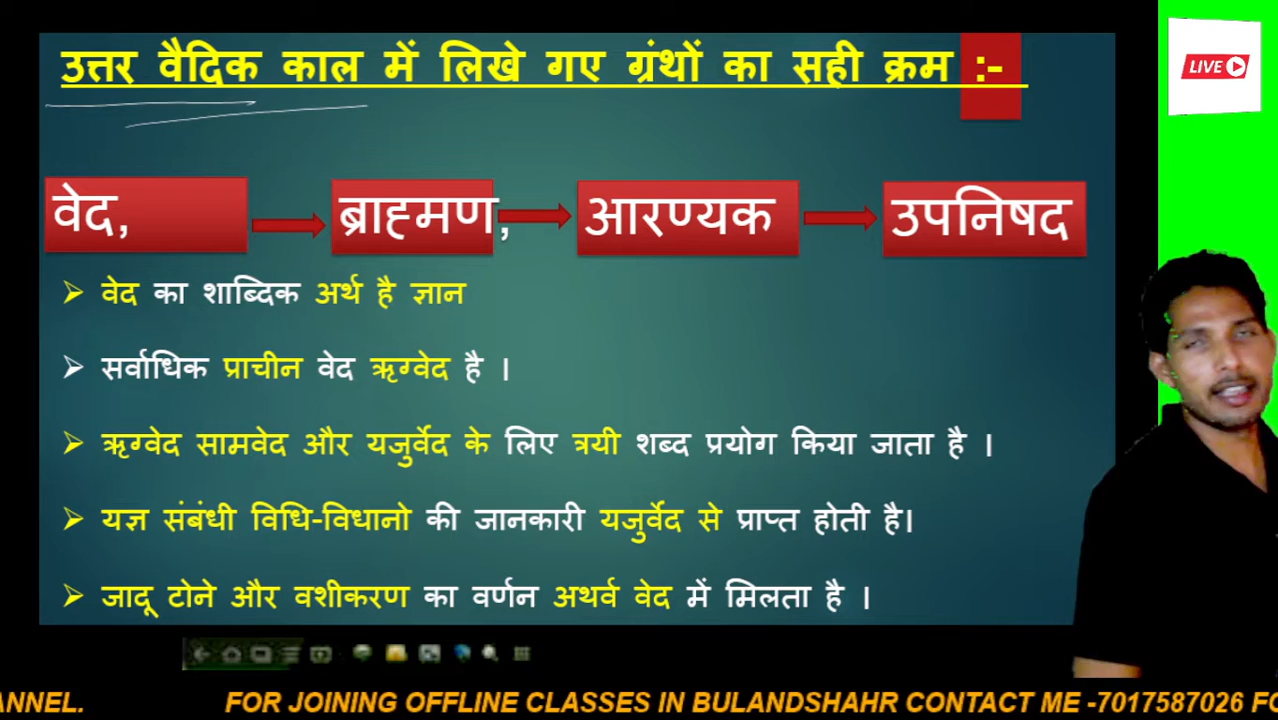 उत्तर वैदिक काल में लिखे गए ग्रंथों का सही क्रम :-
LIVE
वेद, ब्राह्मण, आरण्यक उपनिषद
वेद का शाब्दिक अर्थ है ज्ञान
सर्वाधिक प्राचीन वेद ऋग्वेद है ।
ऋग्वेद सामवेद और यजुर्वेद के लिए त्रयी शब्द प्रयोग किया जाता है ।
यज्ञ संबंधी विधि-विधानो की जानकारी यजुर्वेद से प्राप्त होती है।
जादू टोने और वशीकरण का वर्णन अथर्व वेद में मिलता है ।
ANNEL. FOR JOINING OFFLINE CLASSES IN BULANDSHAHR CONTACT ME -7017587026 FO